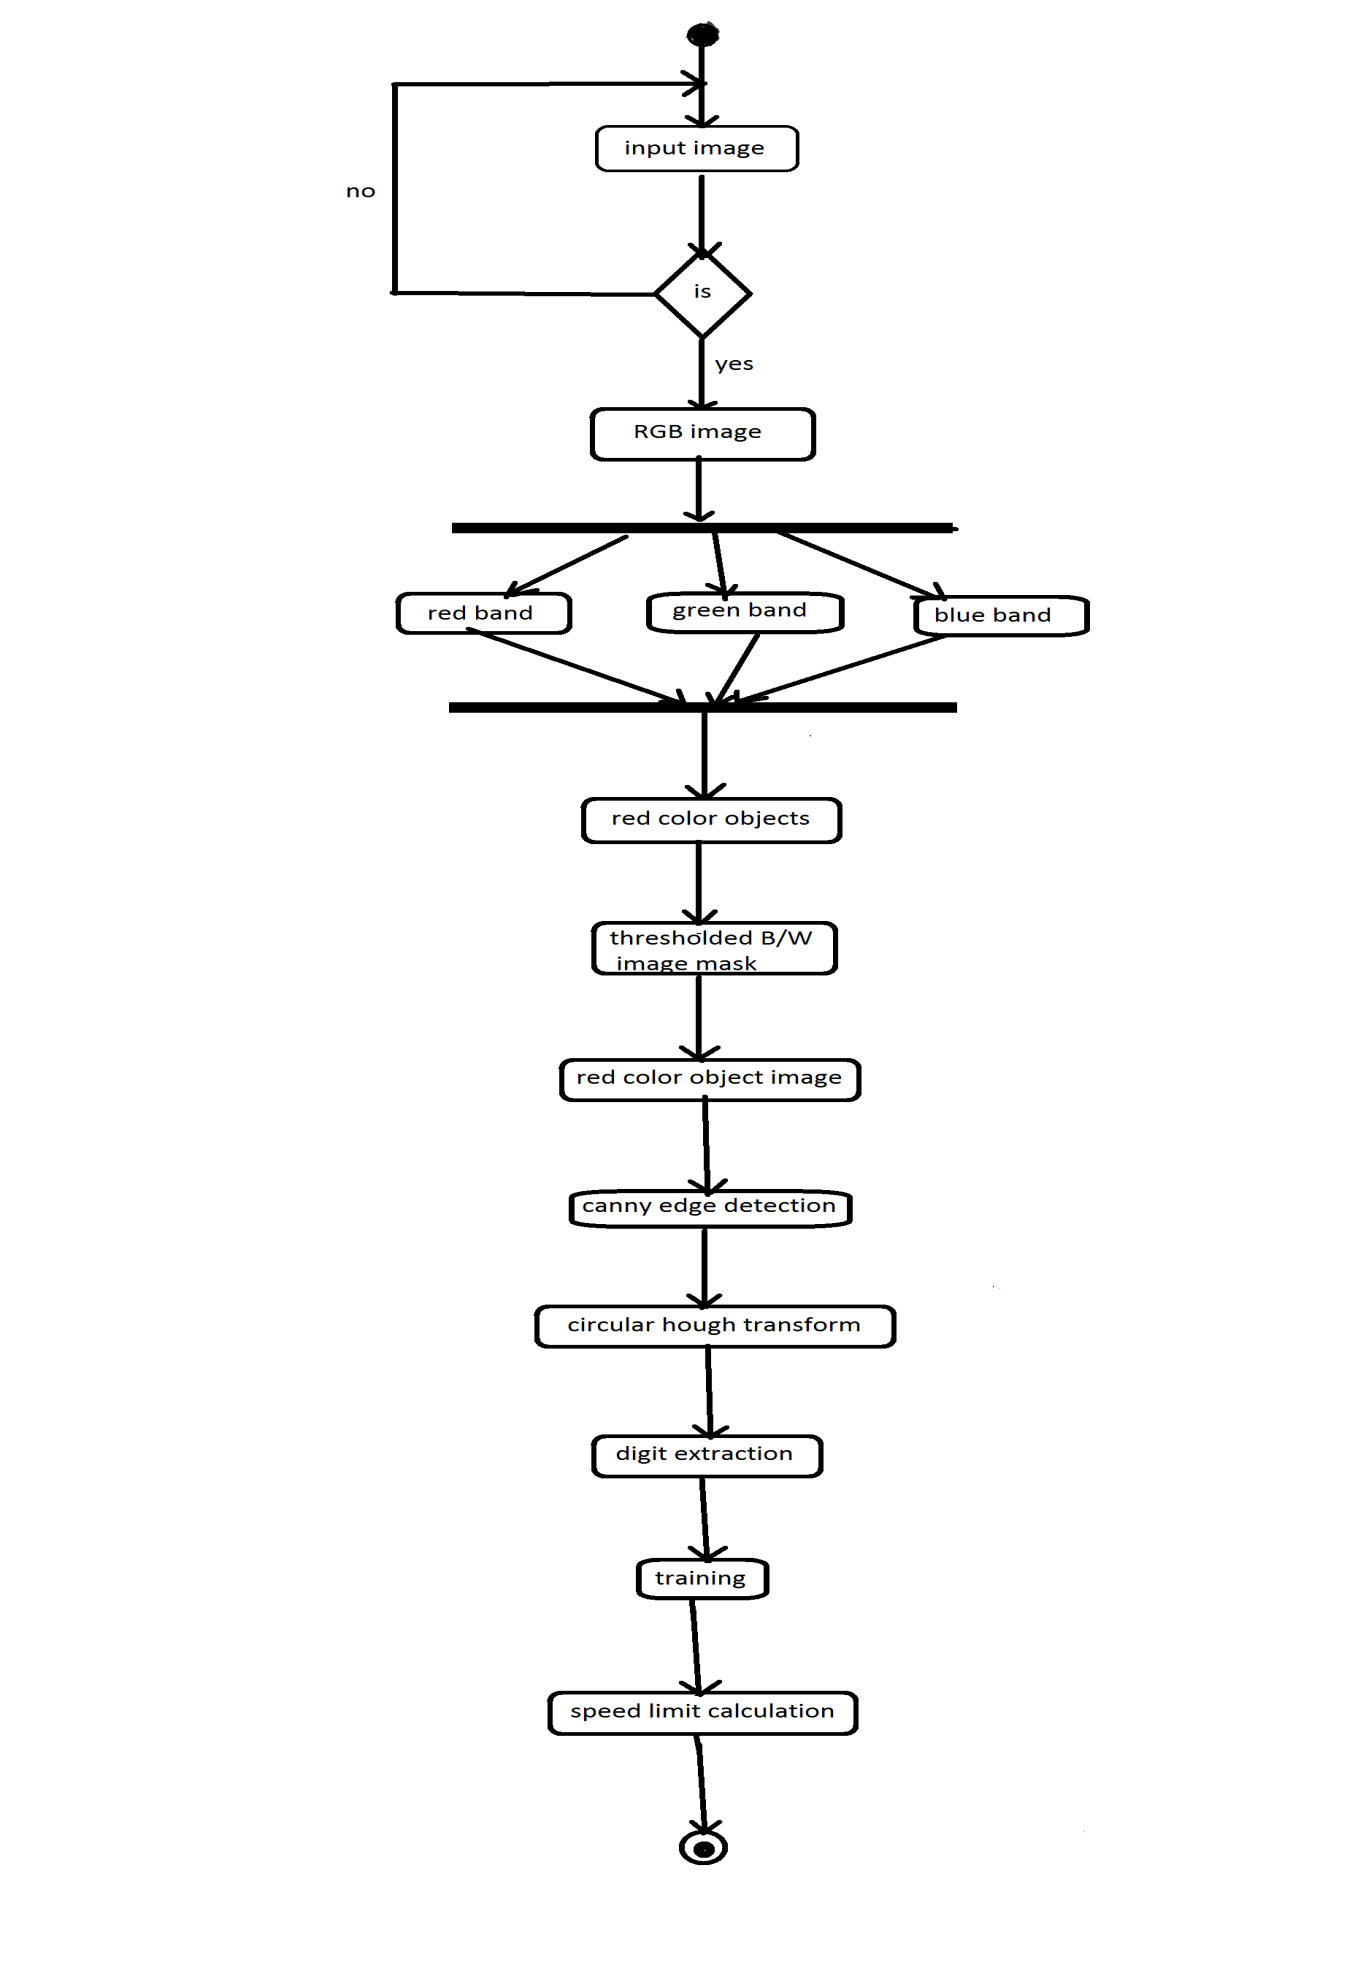 input image
no
is
yes
RGB image
red band
green band
blue band
red color objects
thresholded B/W
image mask
red color object image
canny edge detection
circular hough transform
digit extraction
training
speed limit calculation